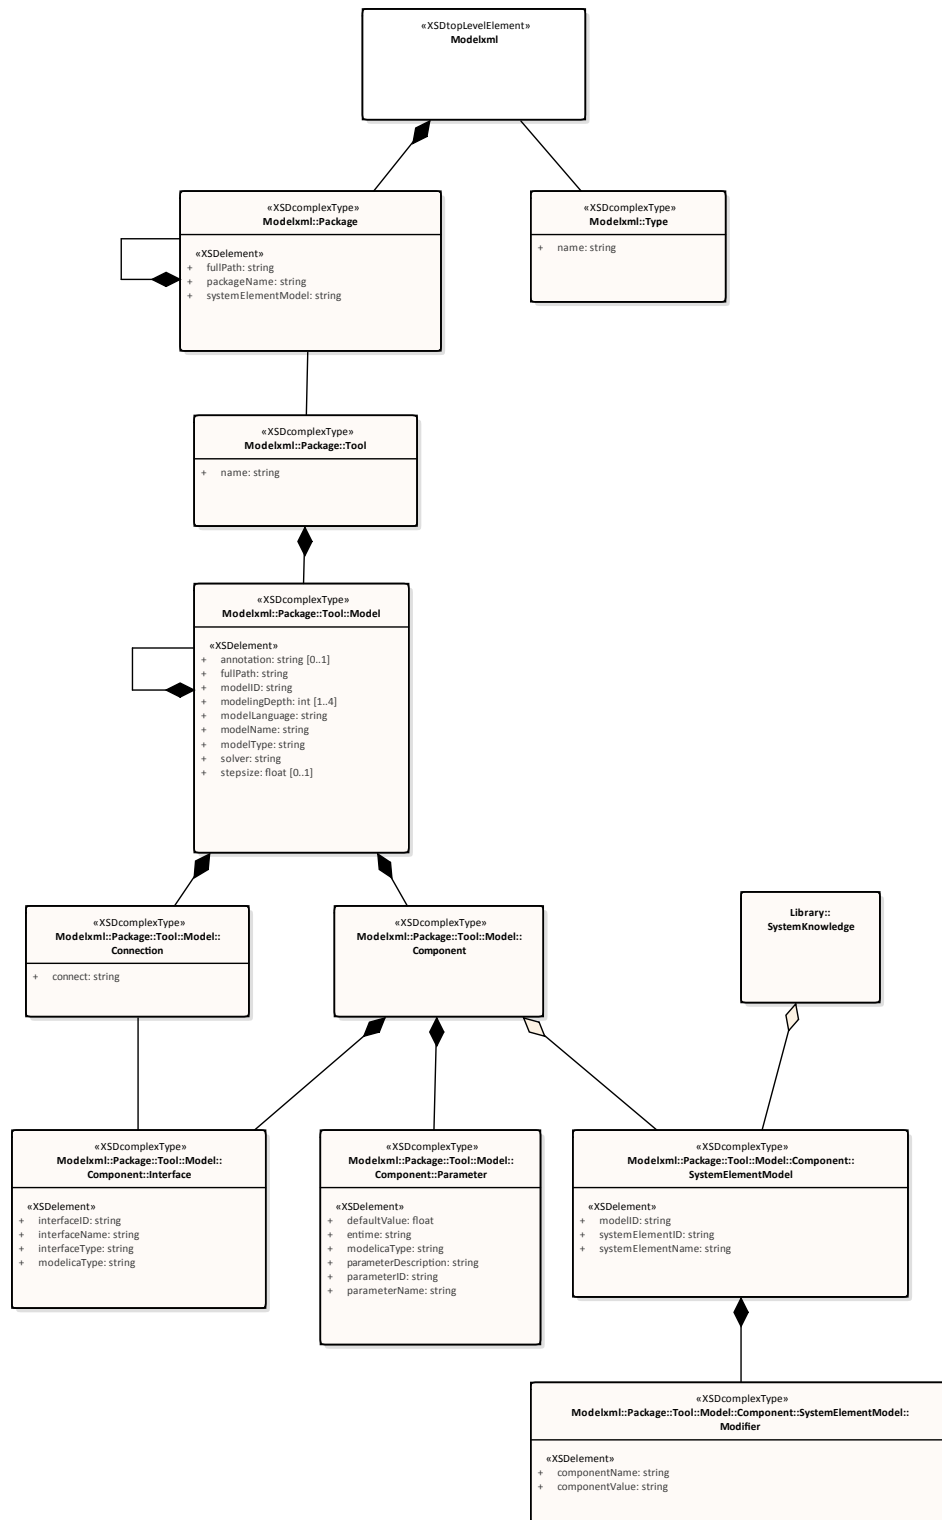 «XSDtopLevelElement»
Modelxml
«XSDcomplexType»
Modelxml::Package
«XSDelement»
+ fullPath: string
+ packageName: string
+ systemElementModel: string
«XSDcomplexType»
Modelxml::Type
+ name: string
«XSDcomplexType»
Modelxml::Package::Tool
+ name: string
«XSDcomplexType»
Modelxml::Package::Tool::Model
«XSDelement»
+ annotation: string [0..1]
+ fullPath: string
+ modelID: string
+ modelingDepth: int [1..4]
+ modelLanguage: string
+ modelName: string
+ modelType: string
+ solver: string
+ stepsize: float [0..1]
«XSDcomplexType»
Modelxml::Package::Tool::Model::
Connection
+ connect: string
«XSDcomplexType»
Modelxml::Package::Tool::Model::
Component
Library::
SystemKnowledge
«XSDcomplexType»
Modelxml::Package::Tool::Model::
Component::Interface
«XSDelement»
+ interfaceID: string
+ interfaceName: string
+ interfaceType: string
+ modelicaType: string
«XSDcomplexType»
Modelxml::Package::Tool::Model::
Component::Parameter
«XSDelement»
+ defaultValue: float
+ entime: string
+ modelicaType: string
+ parameterDescription: string
+ parameterID: string
+ parameterName: string
«XSDcomplexType»
Modelxml::Package::Tool::Model::Component::
SystemElementModel
«XSDelement»
+ modelID: string
+ systemElementID: string
+ systemElementName: string
«XSDcomplexType»
Modelxml::Package::Tool::Model::Component::SystemElementModel::
Modifier
«XSDelement»
+ componentName: string
+ componentValue: string